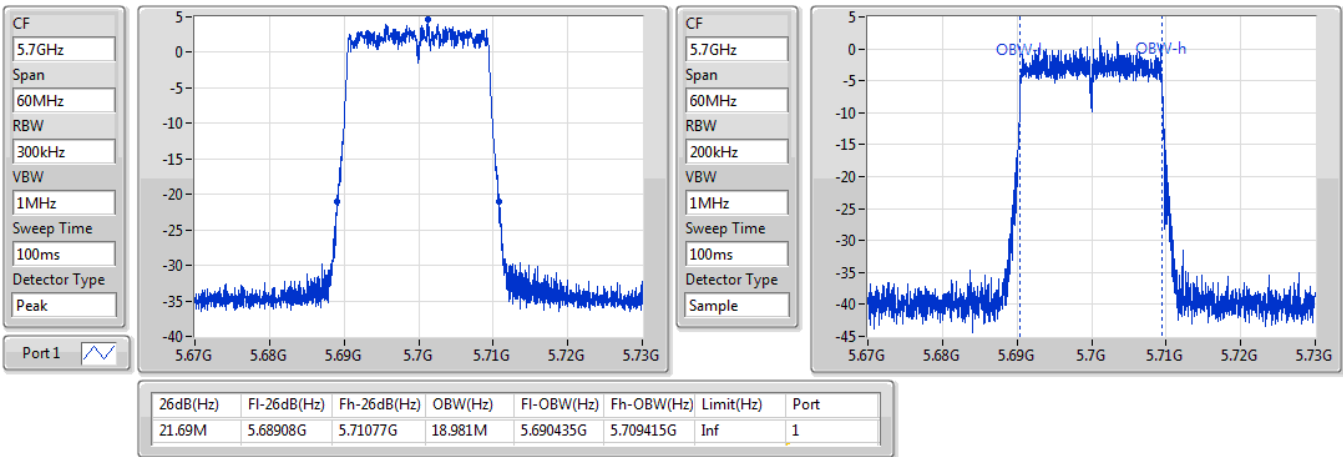 CF
5.7GHz
Span
60MHz
RBW
300kHz
VBW
1MHz
Sweep Time
100ms
Detector Type
Peak
Port 1
5
0
-5
-10
-15
-20
-25
-30
-35
-40
5.67G 5.68G 5.69G 5.7G 5.71G 5.72G 5.73G
CF
5.7GHz
Span
60MHz
RBW
200kHz
VBW
1MHz
Sweep Time
100ms
Detector Type
Sample
5
0
-5
-10
-15
-20
-25
-30
-35
-40
-45
OBW-l OBW-h
5.67G 5.68G 5.69G 5.7G 5.71G 5.72G 5.73G
26dB(Hz) Fl-26dB(Hz) Fh-26dB(Hz) OBW(Hz) Fl-OBW(Hz) Fh-OBW(Hz) Limit(Hz) Port
21.69M 5.68908G 5.71077G 18.981M 5.690435G 5.709415G Inf 1